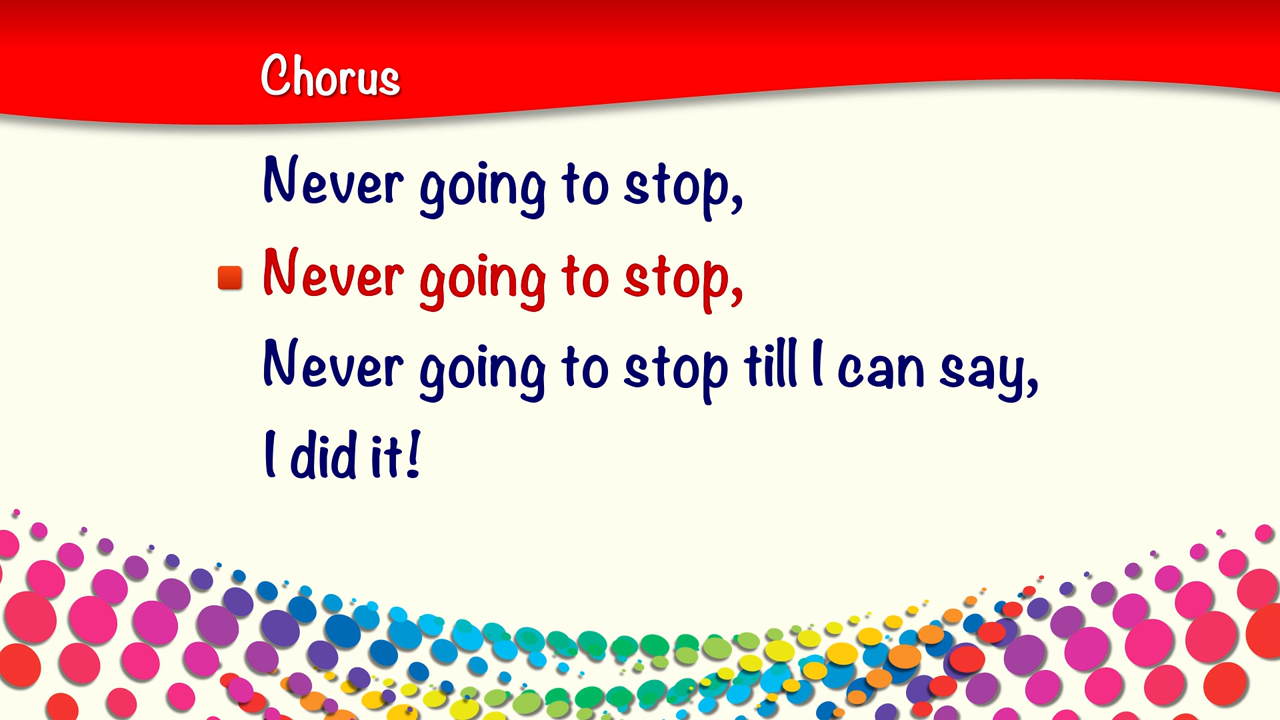 Chorus
Never going to stop,
Never going to stop,
Never going to stop till I can say,
I did it!